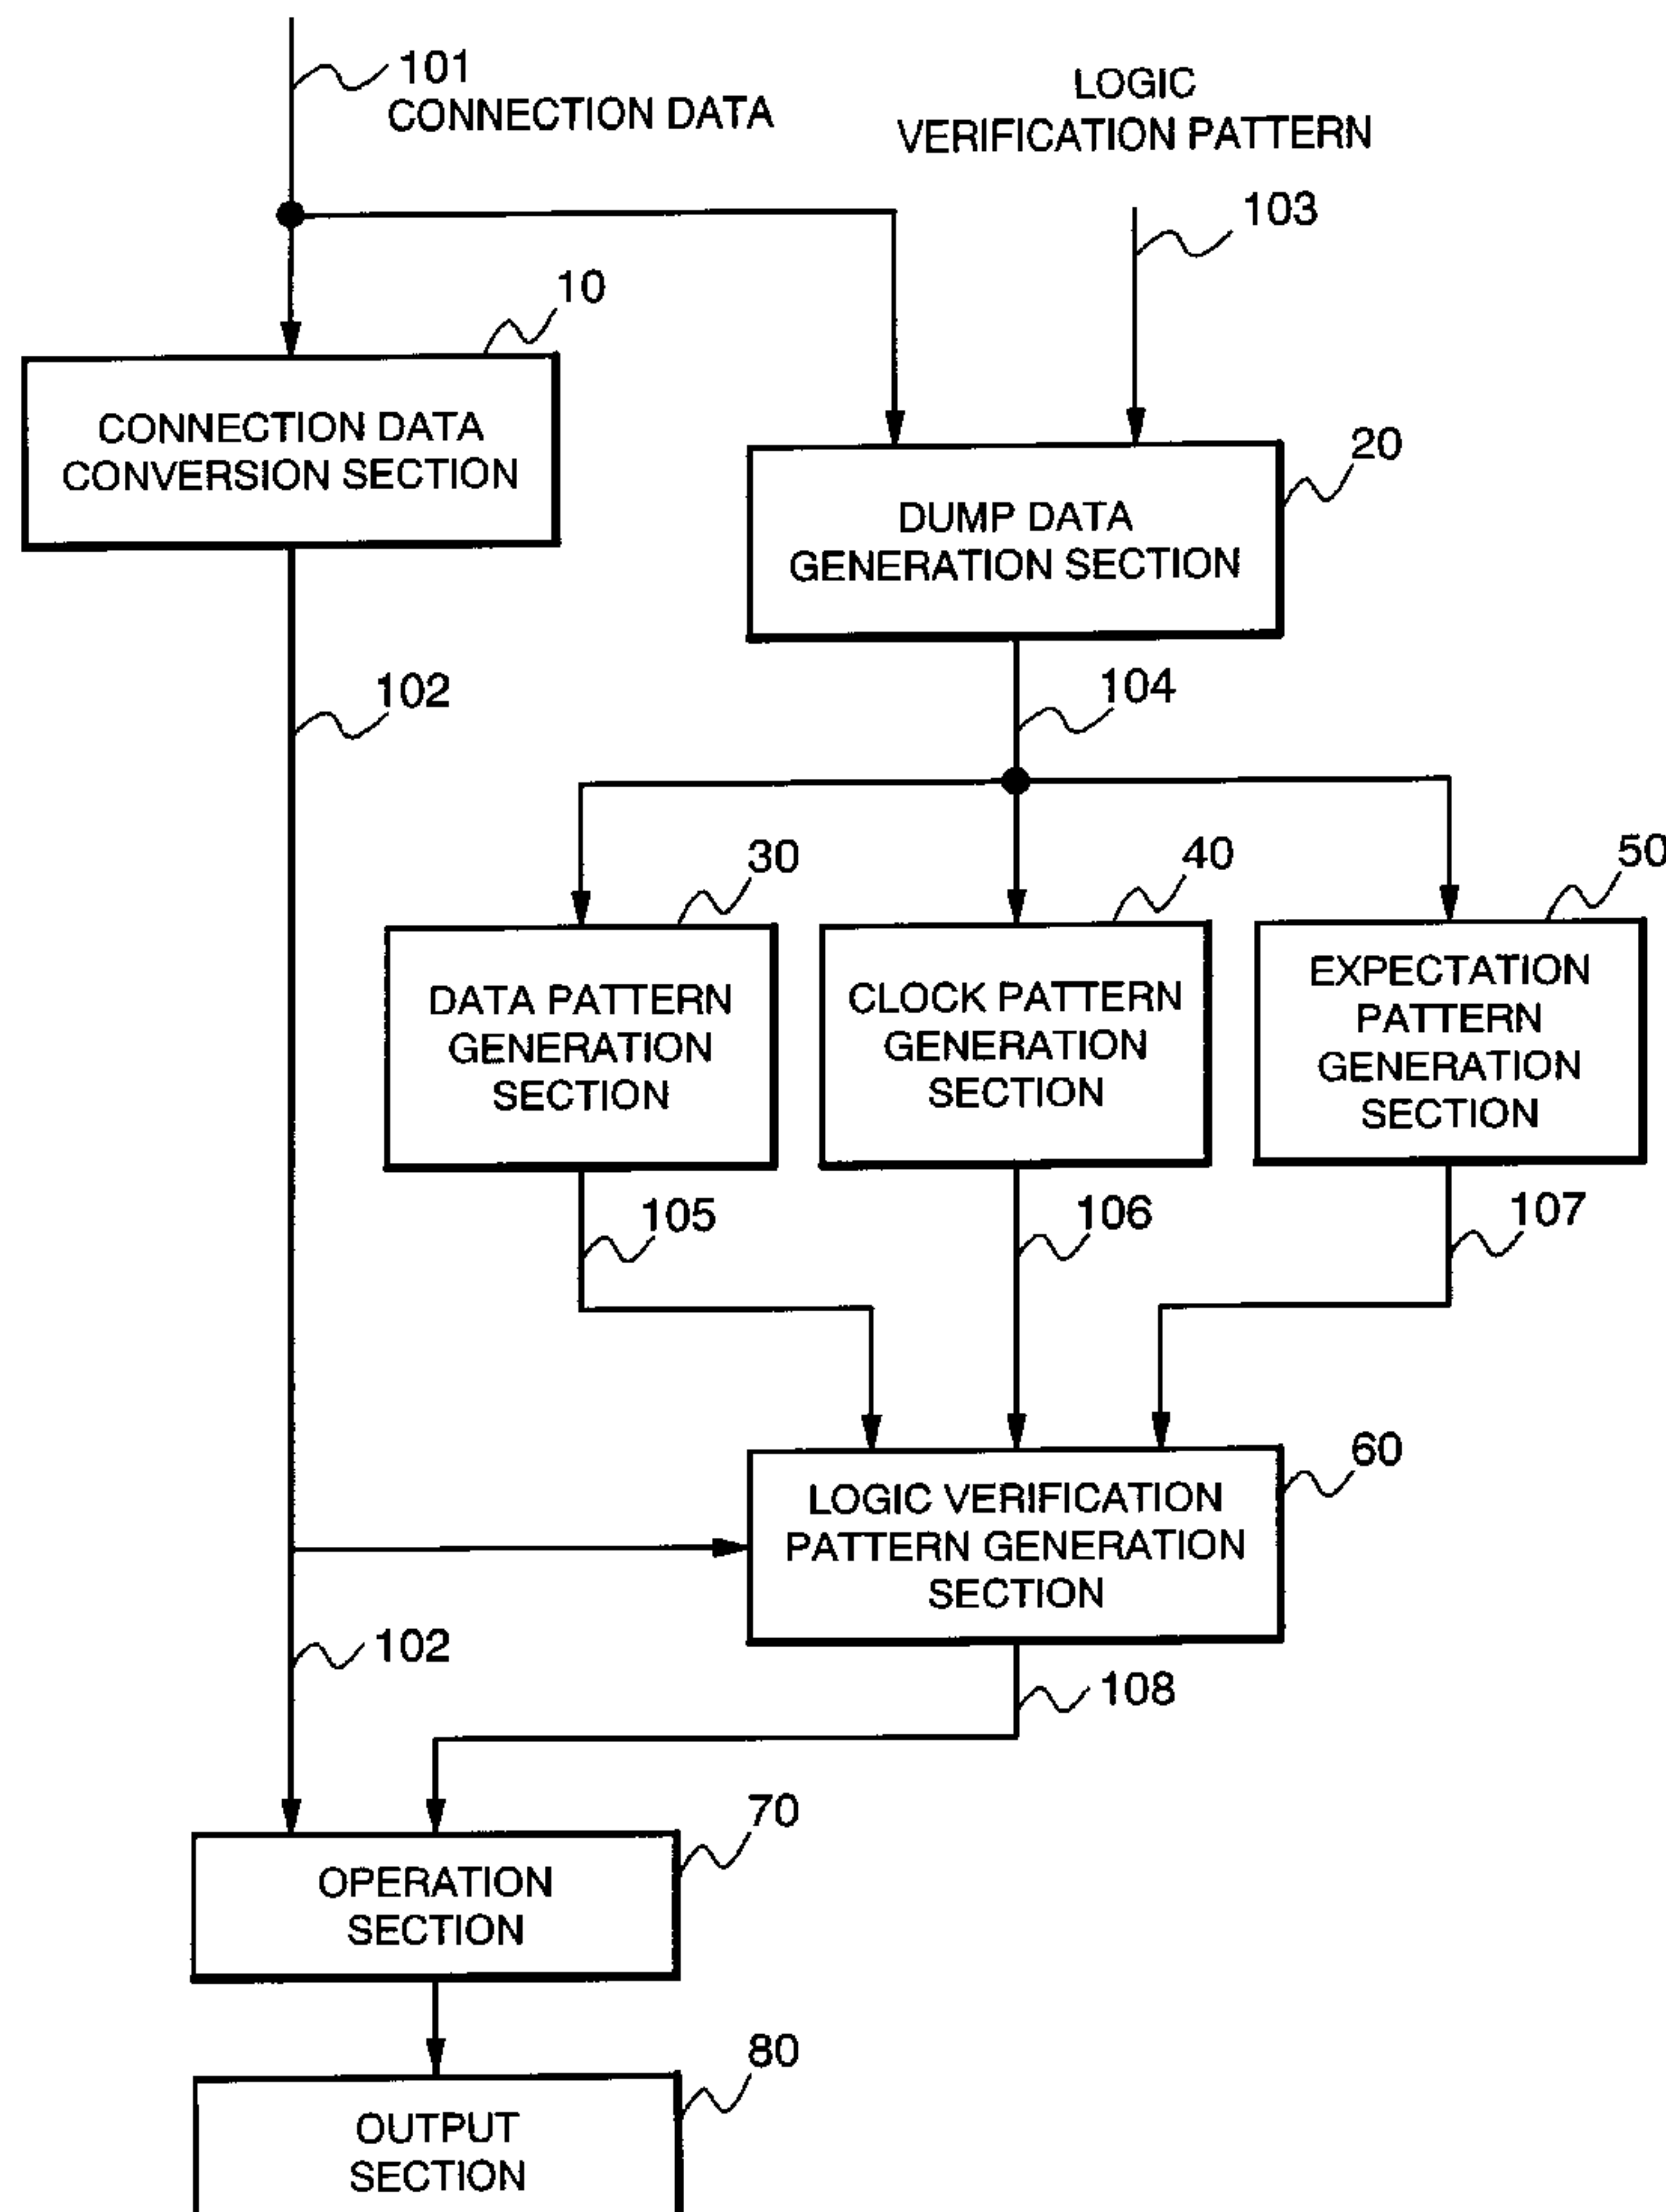 101
CONNECTION DATA
LOGIC
VERIFICATION PATTERN
103
10
CONNECTION DATA
CONVERSION SECTION
20
DUMP DATA
GENERATION SECTION
102
104
30
40
50
DATA PATTERN
GENERATION
SECTION
CLOCK PATTERN
GENERATION
SECTION
EXPECTATION
PATTERN
GENERATION
SECTION
105
106
107
60
LOGIC VERIFICATION
PATTERN GENERATION
SECTION
102
108
70
OPERATION
SECTION
80
OUTPUT
SECTION